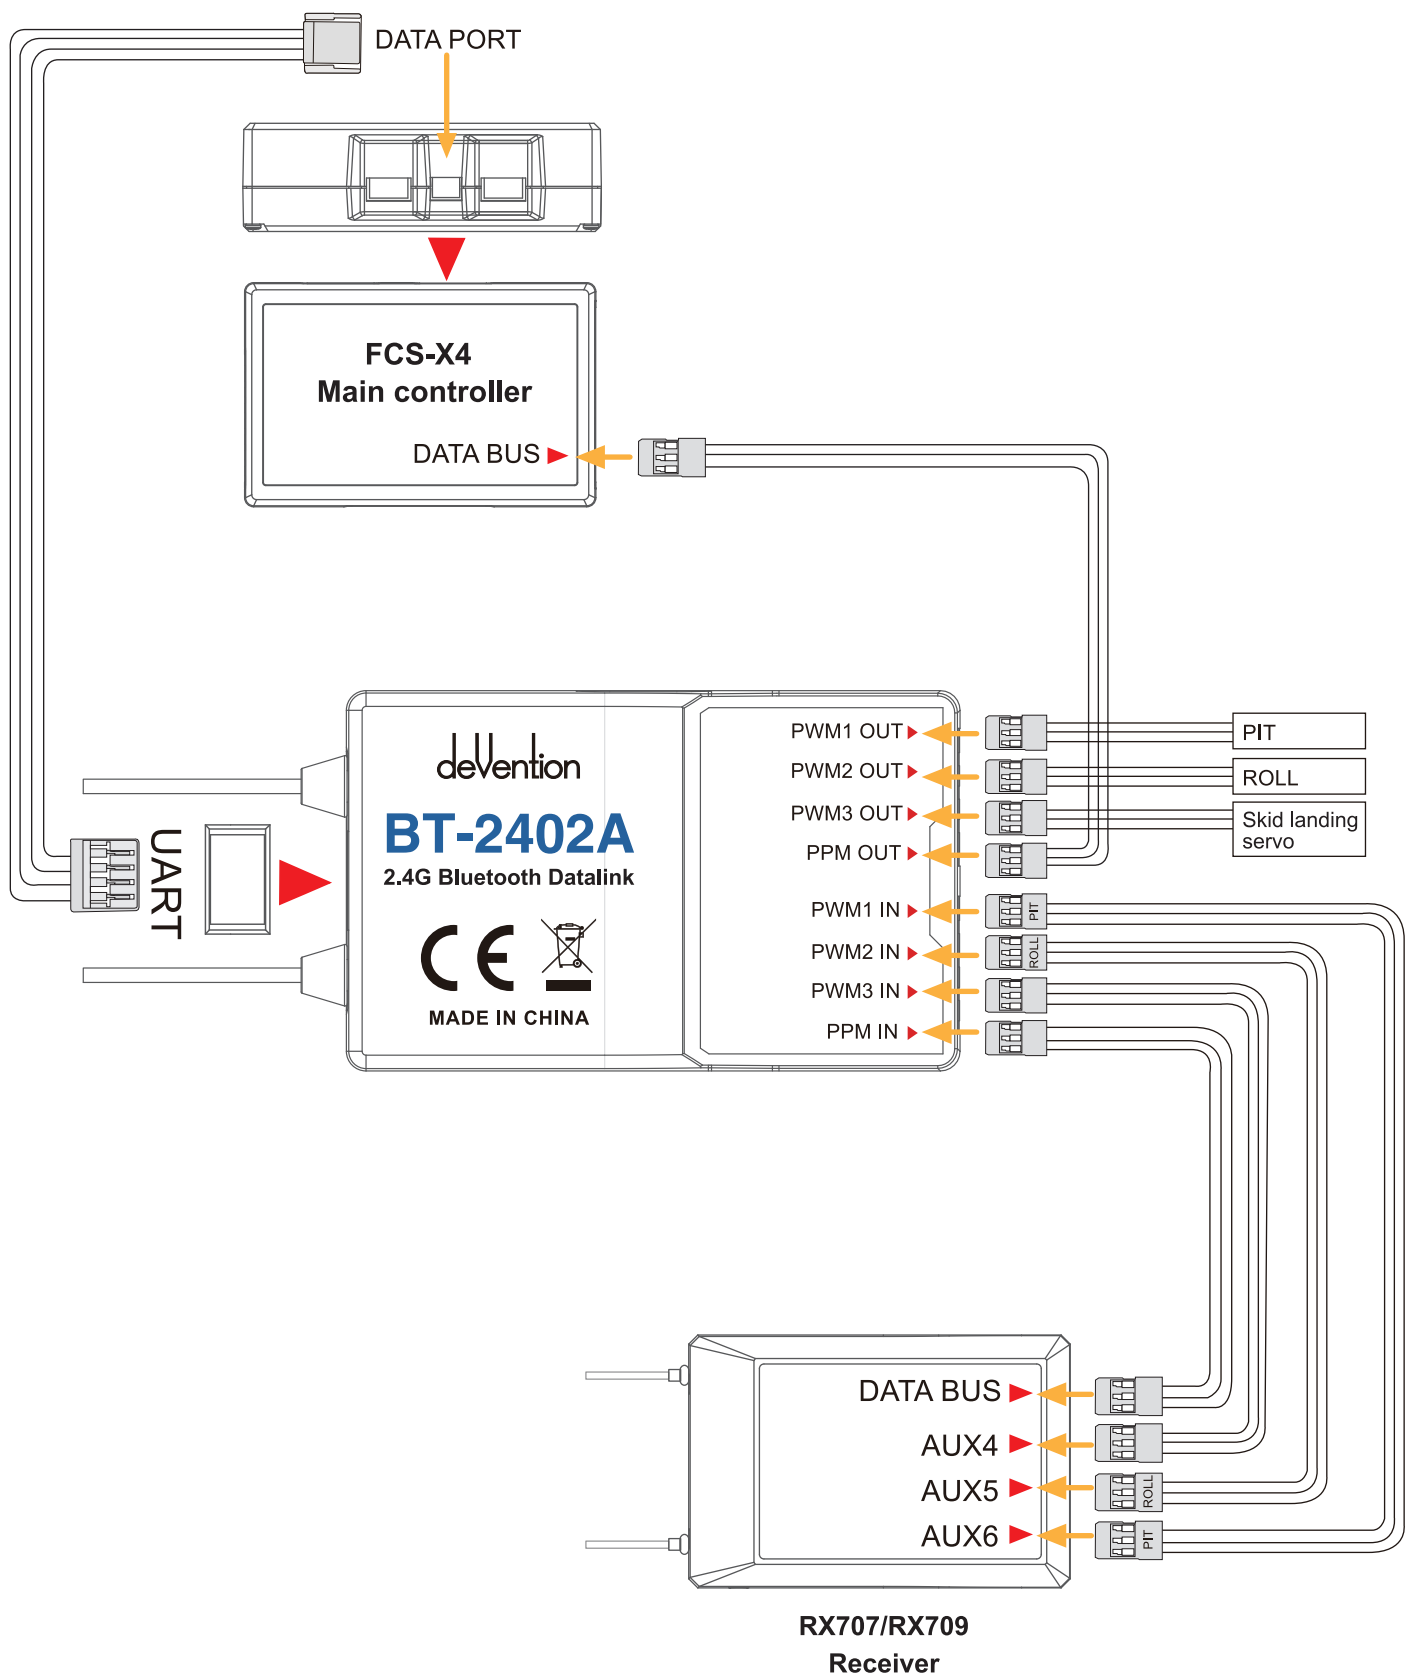 DATA PORT
FCS-X4
Main controller
DATA BUS
deVention
BT-2402A
2.4G Bluetooth Datalink
CE
MADE IN CHINA
UART
PWM1 OUT
PWM2 OUT
PWM3 OUT
PPM OUT
PWM1 IN
PWM2 IN
PWM3 IN
PPM IN
PIT
ROLL
Skid landing
servo
PIT
ROLL
DATA BUS
AUX4
AUX5
AUX6
ROLL
PIT
RX707/RX709
Receiver